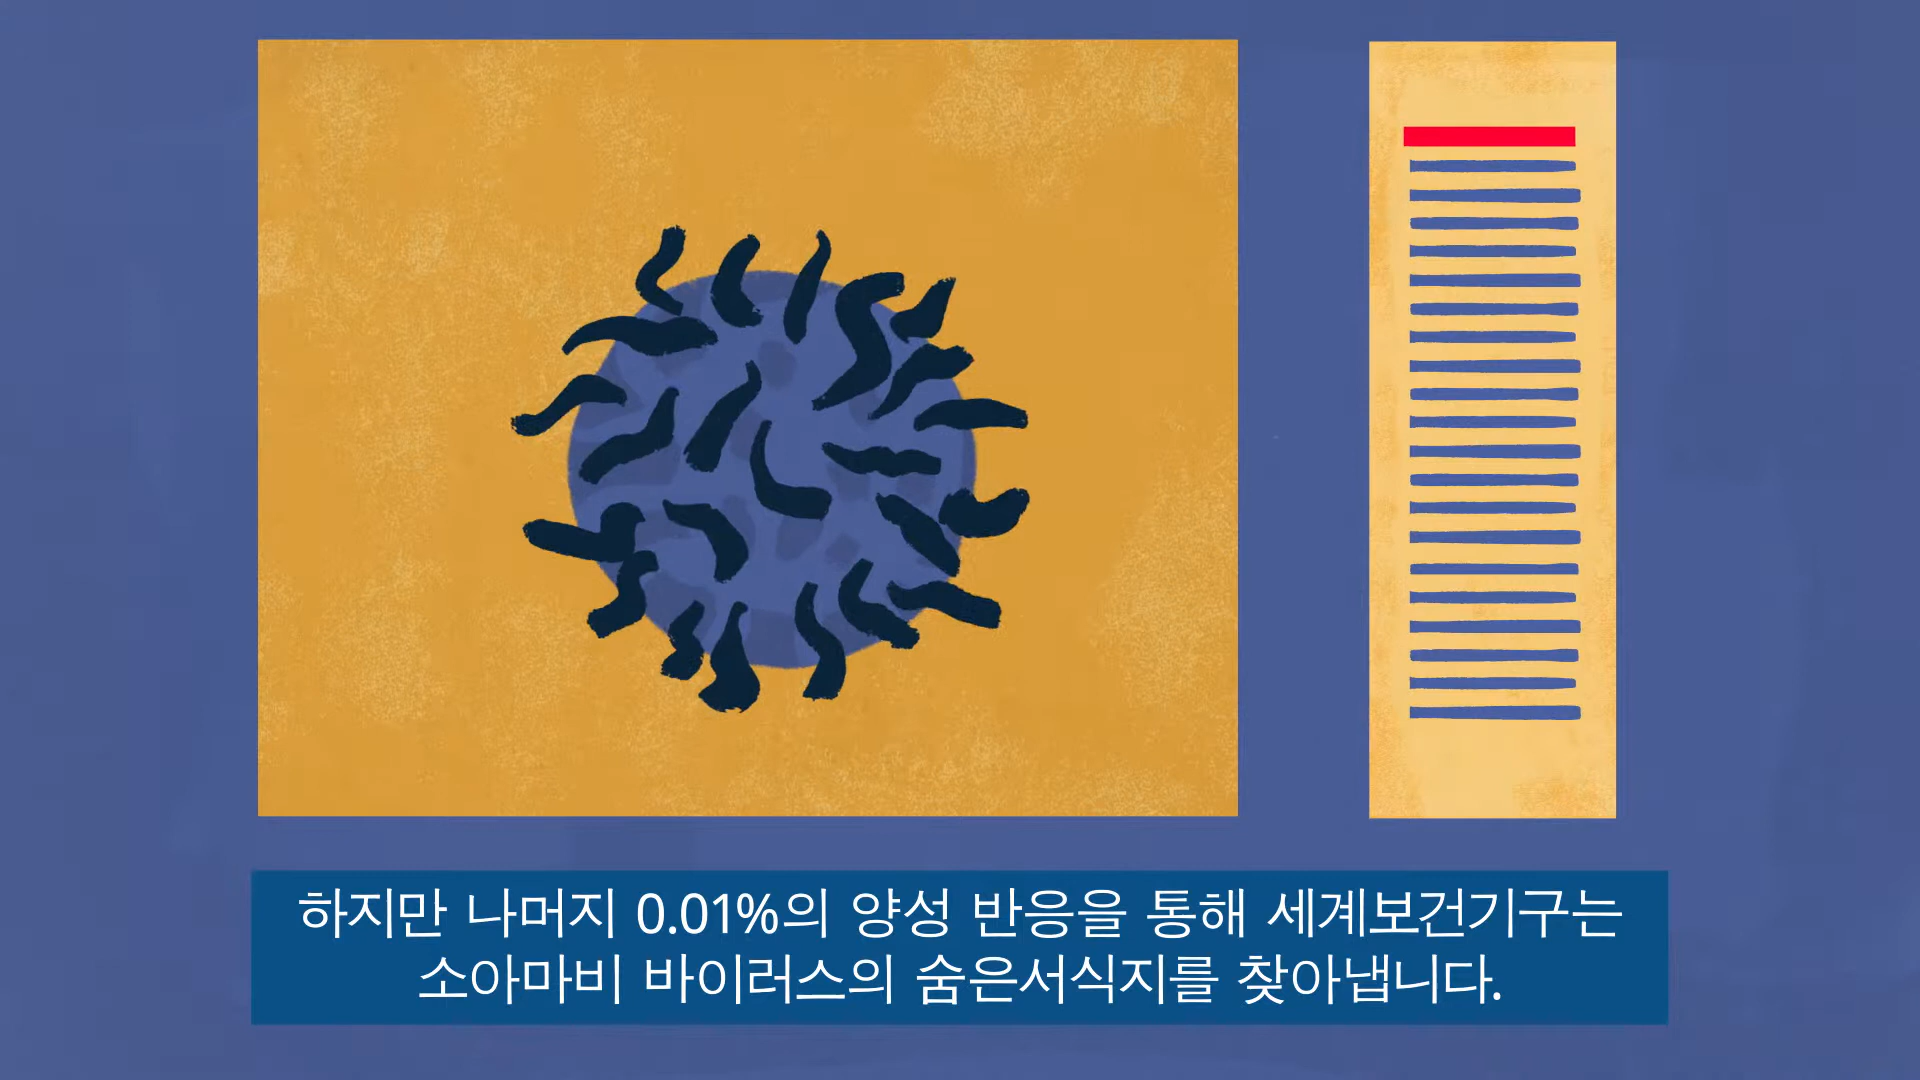 하지만 나머지 0.01%의 양성 반응을 통해 세계보건기구는
소아마비 바이러스의 숨은서식지를 찾아냅니다.